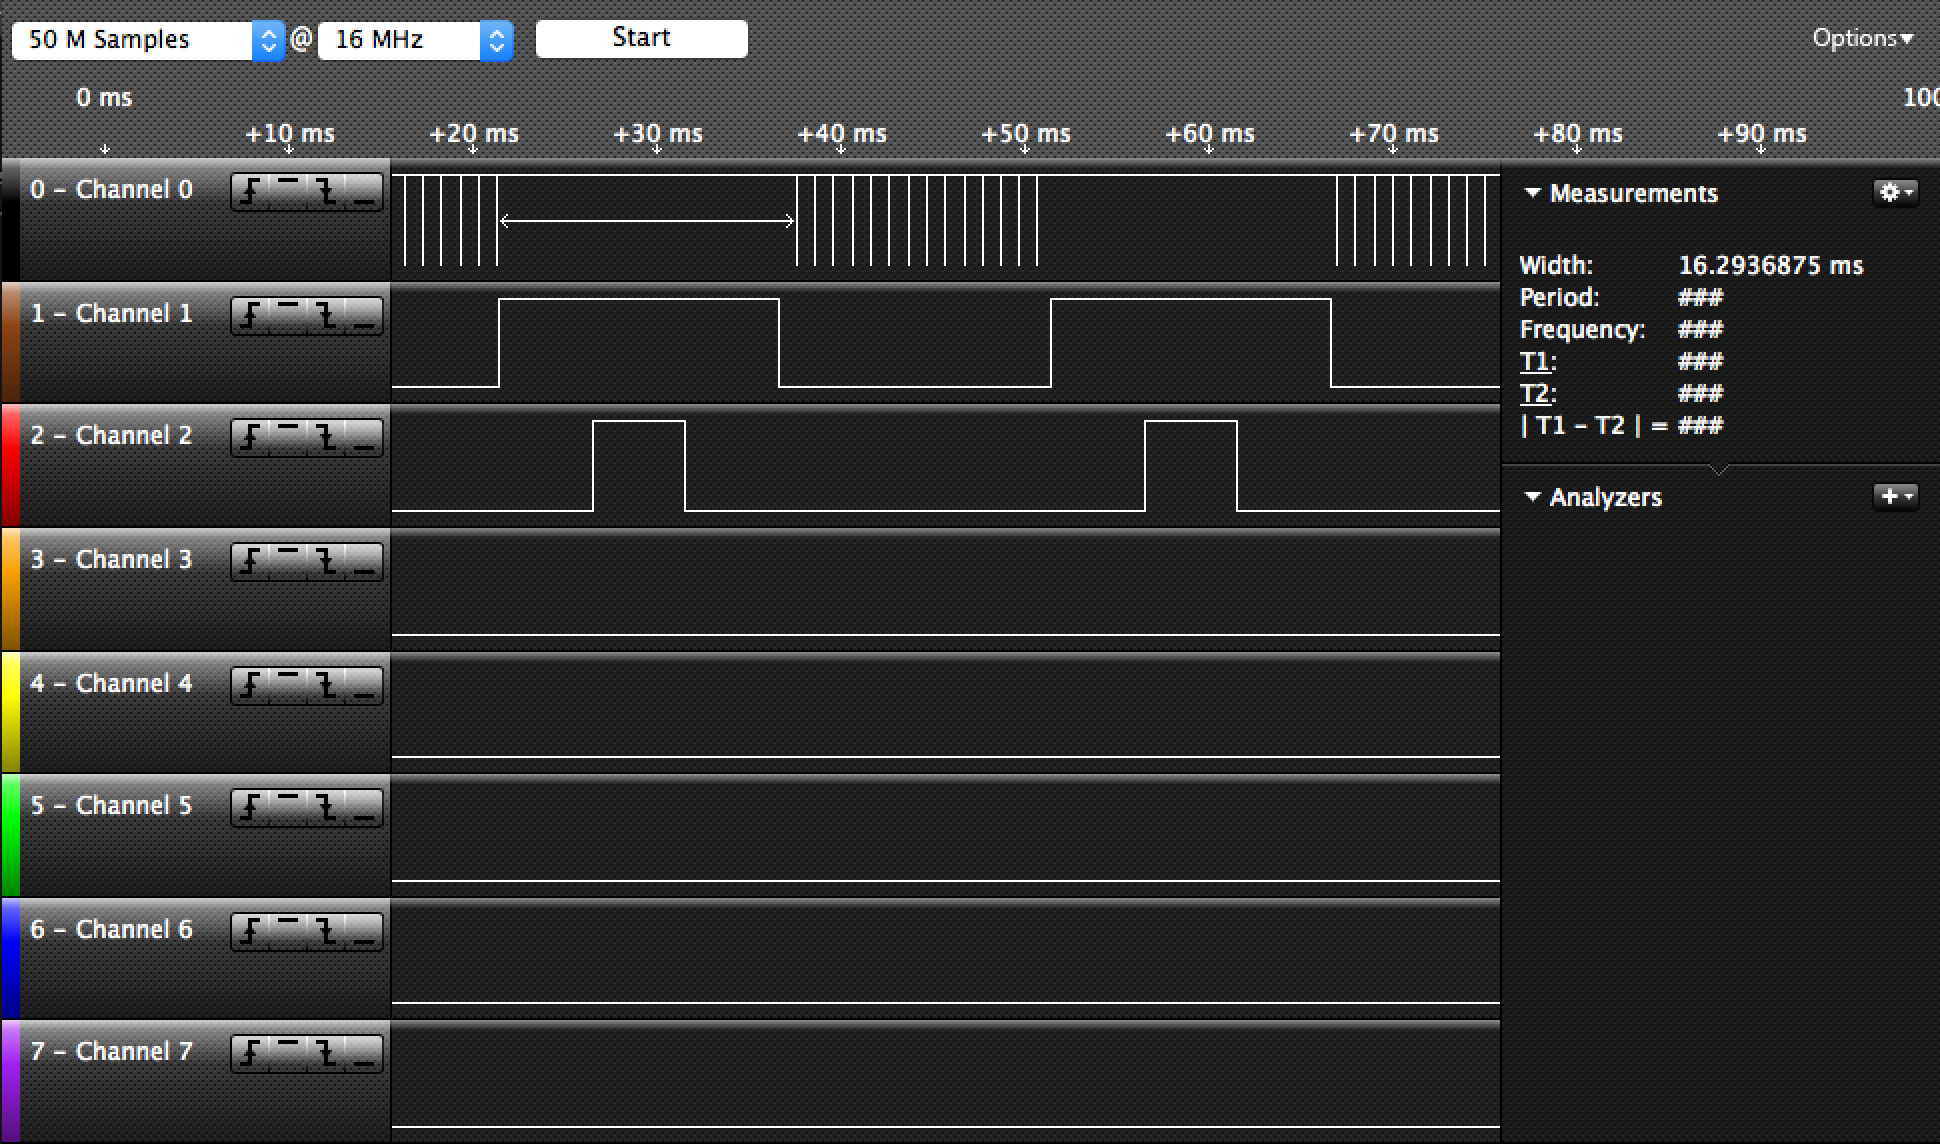 50 M Samples @ 16 MHz Start Options
0 ms 100
+10 ms +20 ms +30 ms +40 ms +50 ms +60 ms +70 ms +80 ms +90 ms
0 – Channel 0
1 – Channel 1
2 – Channel 2
3 – Channel 3
4 – Channel 4
5 – Channel 5
6 – Channel 6
7 – Channel 7
Measurements
Width: 16.2936875 ms
Period: ###
Frequency: ###
T1: ###
T2: ###
| T1 – T2 | = ###
Analyzers